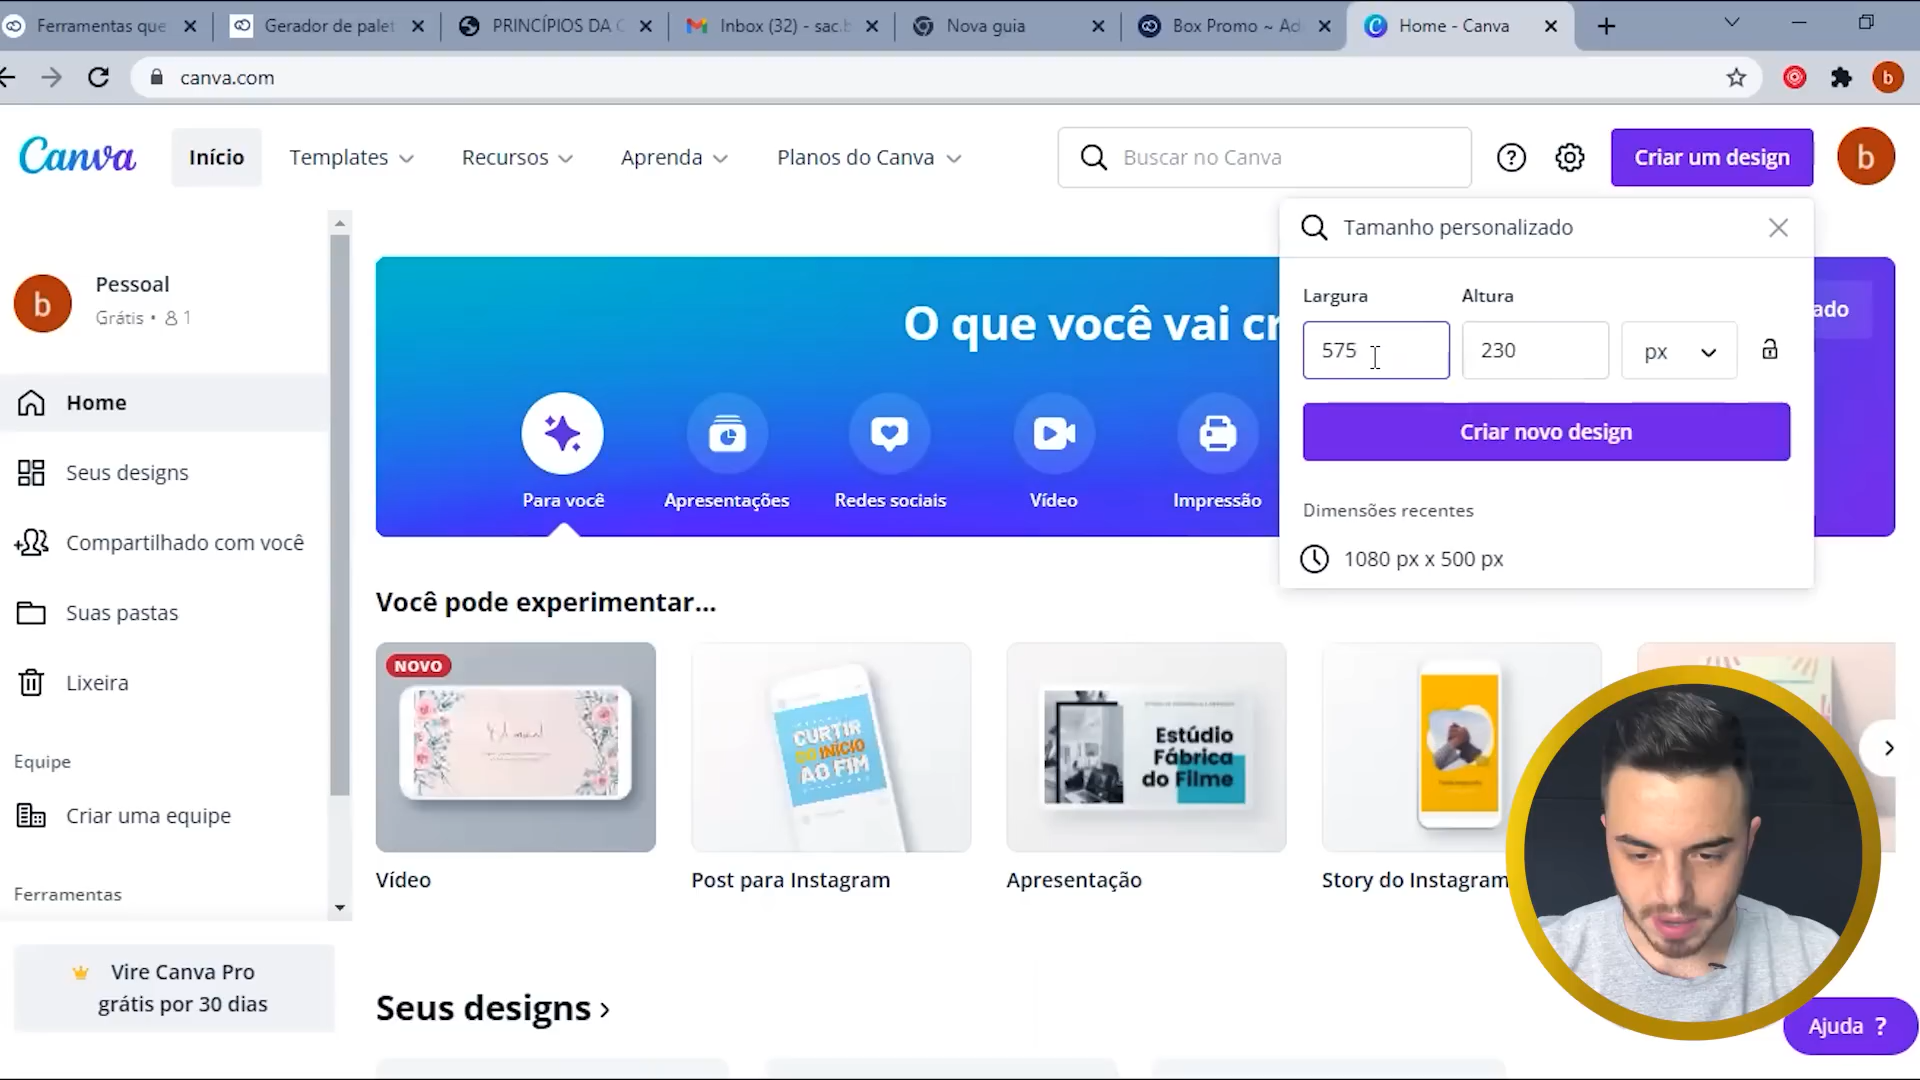 Ferramentas que
Gerador de palet
PRINCÍPIOS DA C
Inbox (32) - sac.b
Nova guia
Box Promo ~ Ad
Home - Canva
canva.com
b
Canva
Início
Templates
Recursos
Aprenda
Planos do Canva
Buscar no Canva
?
Criar um design
b
Tamanho personalizado
Largura
Altura
575
230
px
Criar novo design
Dimensões recentes
1080 px x 500 px
b
Pessoal
Grátis • 1
Home
Seus designs
Compartilhado com você
Suas pastas
Lixeira
Equipe
Criar uma equipe
Ferramentas
Vire Canva Pro
grátis por 30 dias
O que você vai cr
ado
Para você
Apresentações
Redes sociais
Vídeo
Impressão
Você pode experimentar...
NOVO
CURTIR
DO INÍCIO
AO FIM
Estúdio
Fábrica
do Filme
Vídeo
Post para Instagram
Apresentação
Story do Instagram
Seus designs ›
Ajuda ?